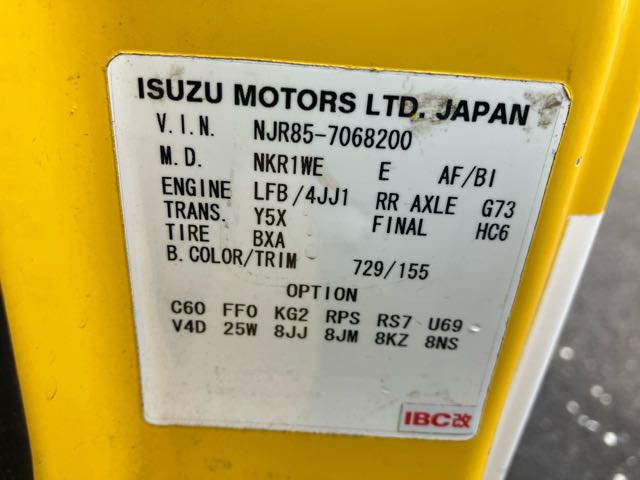 ISUZU MOTORS LTD. JAPAN
V.I.N. NJR85-7068200
M.D. NKR1WE E AF/BI
ENGINE LFB/4JJ1 RR AXLE G73
TRANS. Y5X FINAL HC6
TIRE BXA
B.COLOR/TRIM 729/155
OPTION
C60 FF0 KG2 RPS RS7 U69
V4D 25W 8JJ 8JM 8KZ 8NS
IBC改